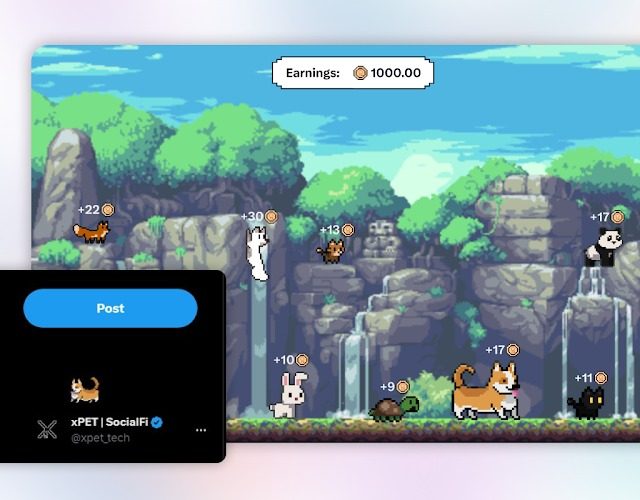 Earnings: 1000.00
+22
+30
+13
+17
Post
+10
+9
+17
+11
xPET | SocialFi
@xpet_tech
...